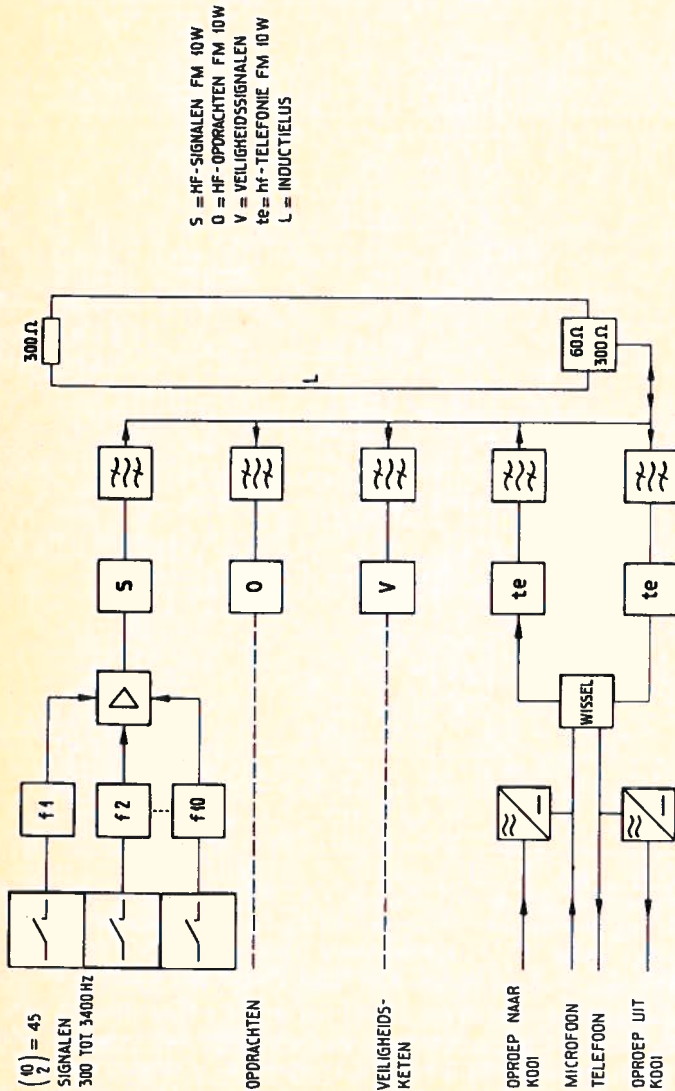 (10
2) = 45
SIGNALEN
300 TOT 3400 HZ
f1
f2
f10
S
300Ω
L
60Ω
300Ω
S = HF-SIGNALEN FM 10W
O = HF-OPDRACHTEN FM 10W
V = VEILIGHEIDSSIGNALEN
te = hf-TELEFONIE FM 10W
L = INDUCTIELUS
OPDRACHTEN
O
VEILIGHEIDS-
KETEN
V
OPROEP NAAR
KOOI
MICROFOON
TELEFOON
OPROEP UIT
KOOI
WISSEL
te
te